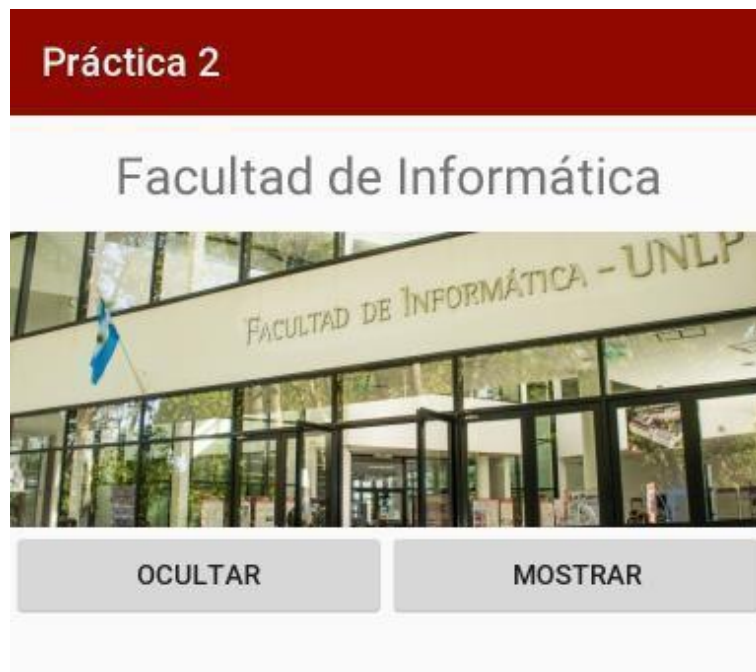 Práctica 2
Facultad de Informática
FACULTAD DE INFORMÁTICA - UNLP
OCULTAR
MOSTRAR